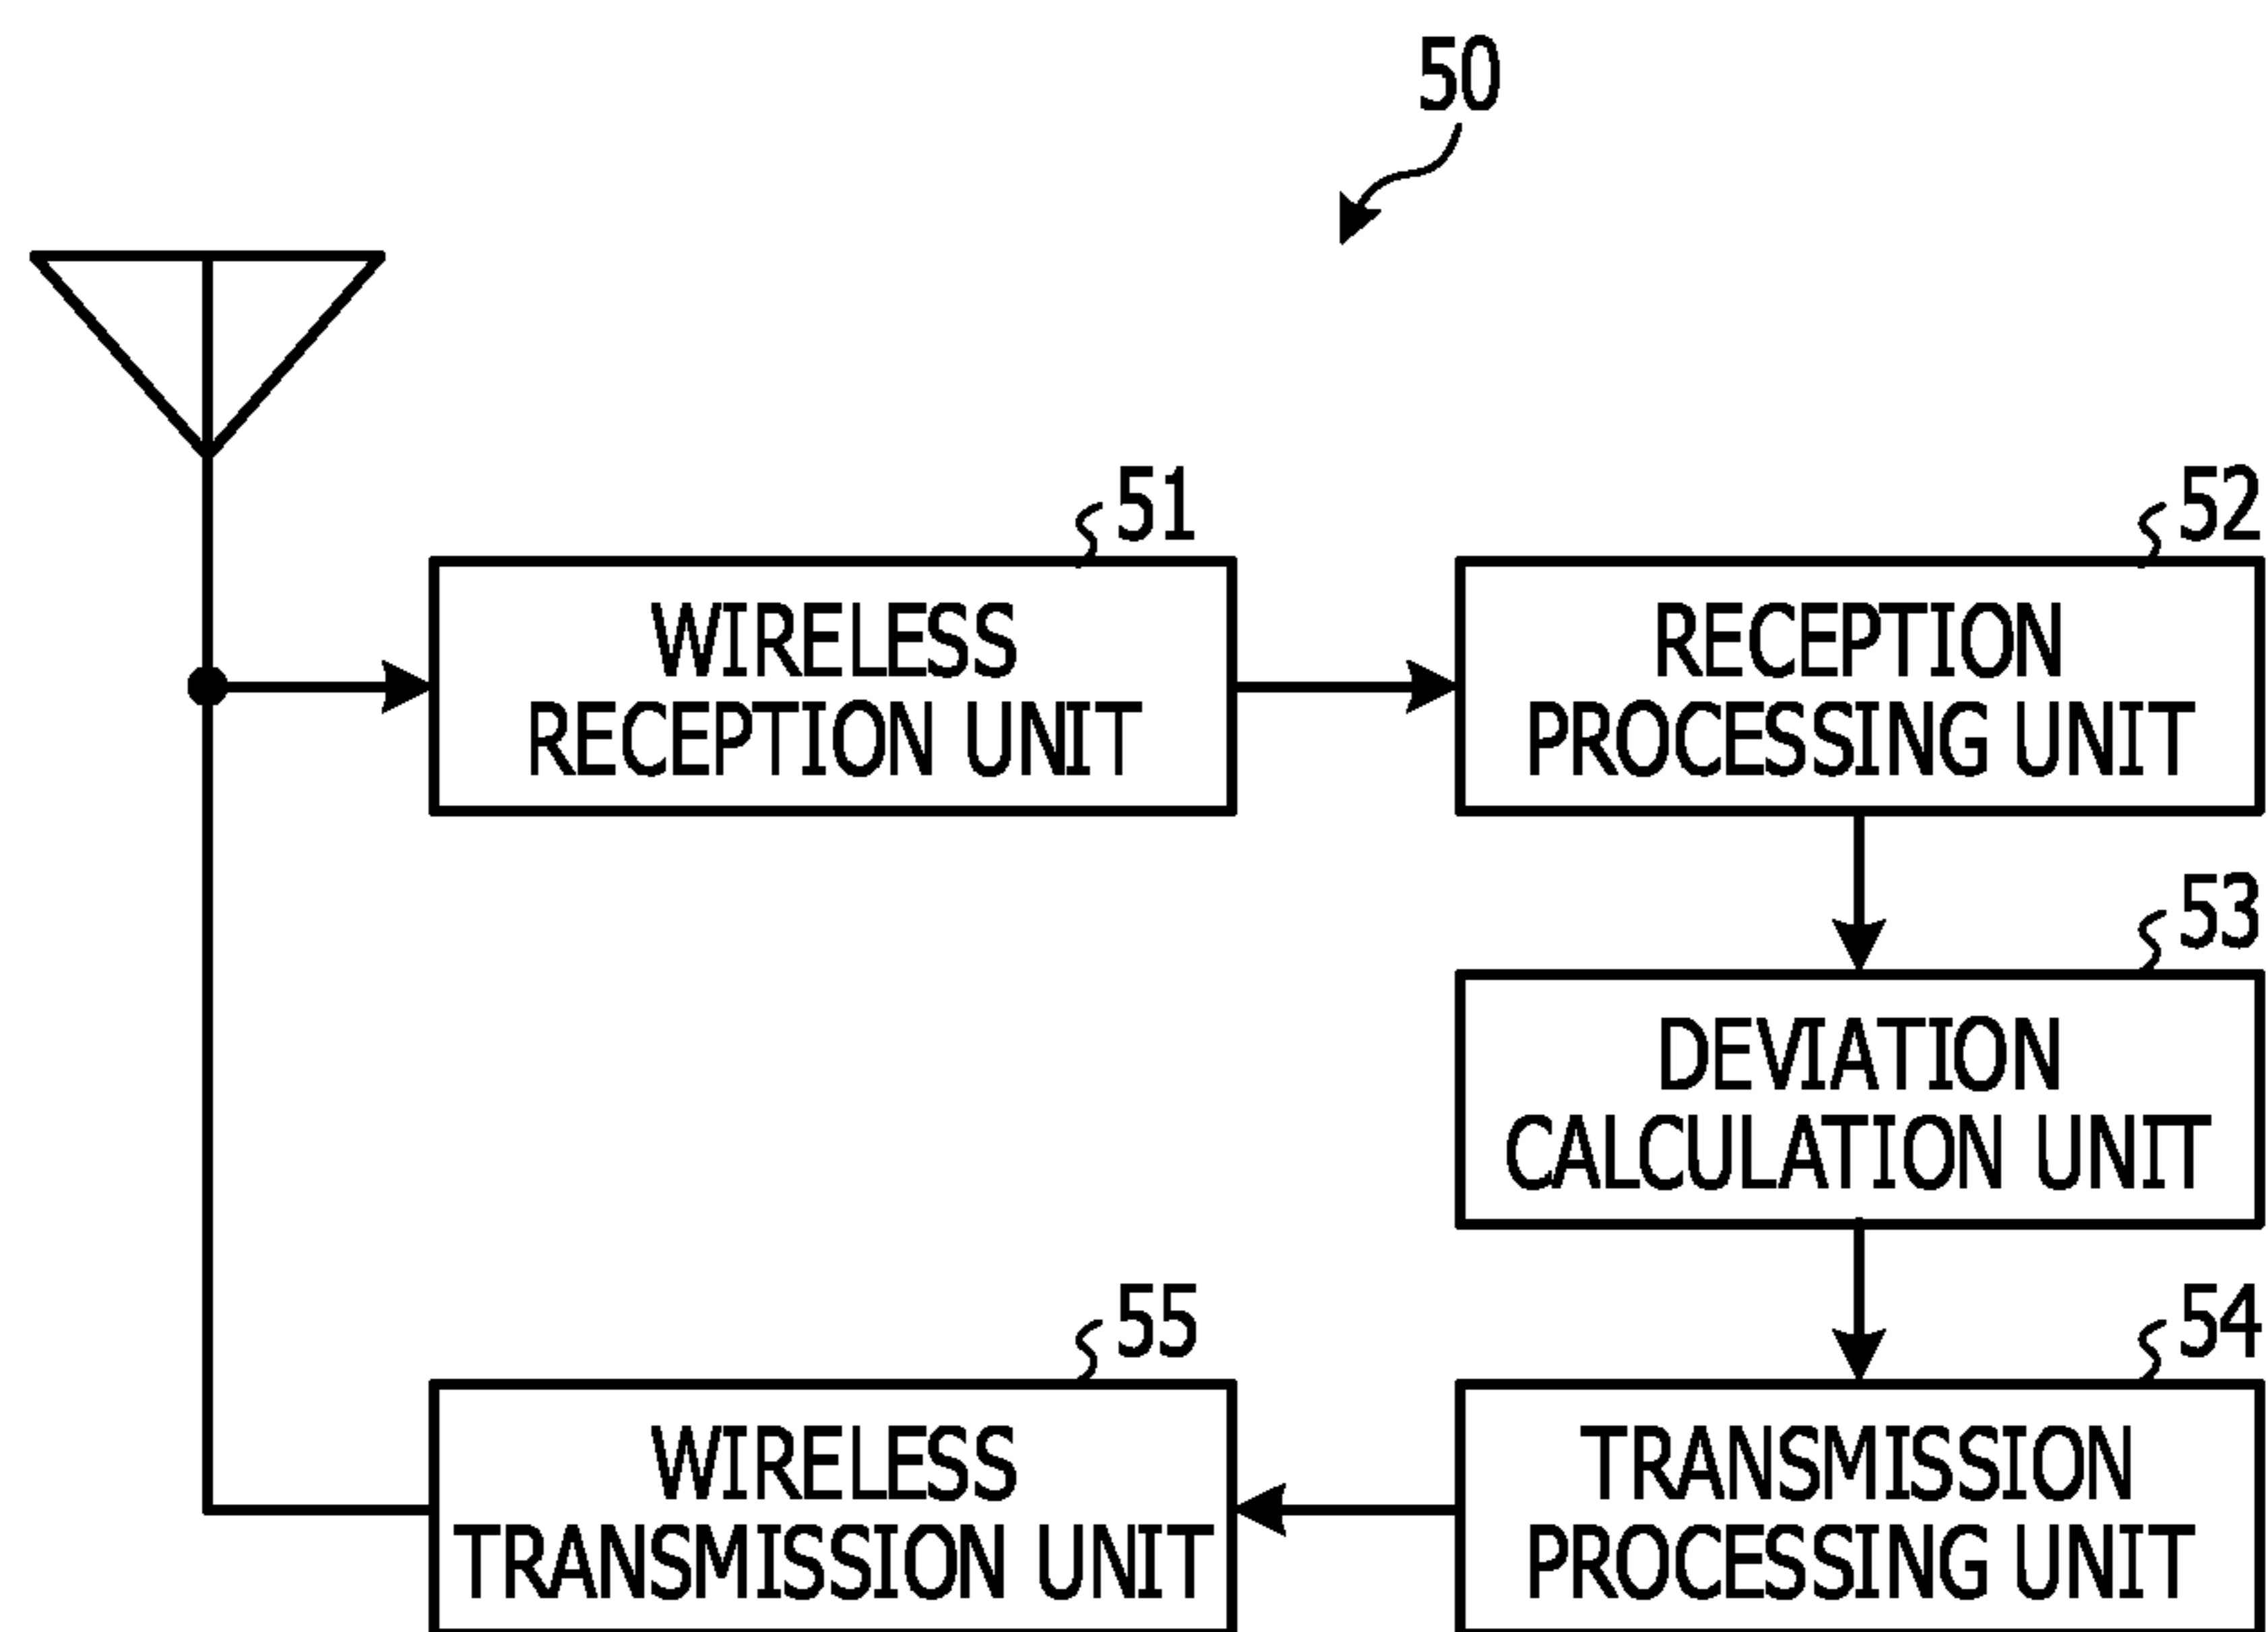 50
51
WIRELESS
RECEPTION UNIT
52
RECEPTION
PROCESSING UNIT
53
DEVIATION
CALCULATION UNIT
54
TRANSMISSION
PROCESSING UNIT
55
WIRELESS
TRANSMISSION UNIT